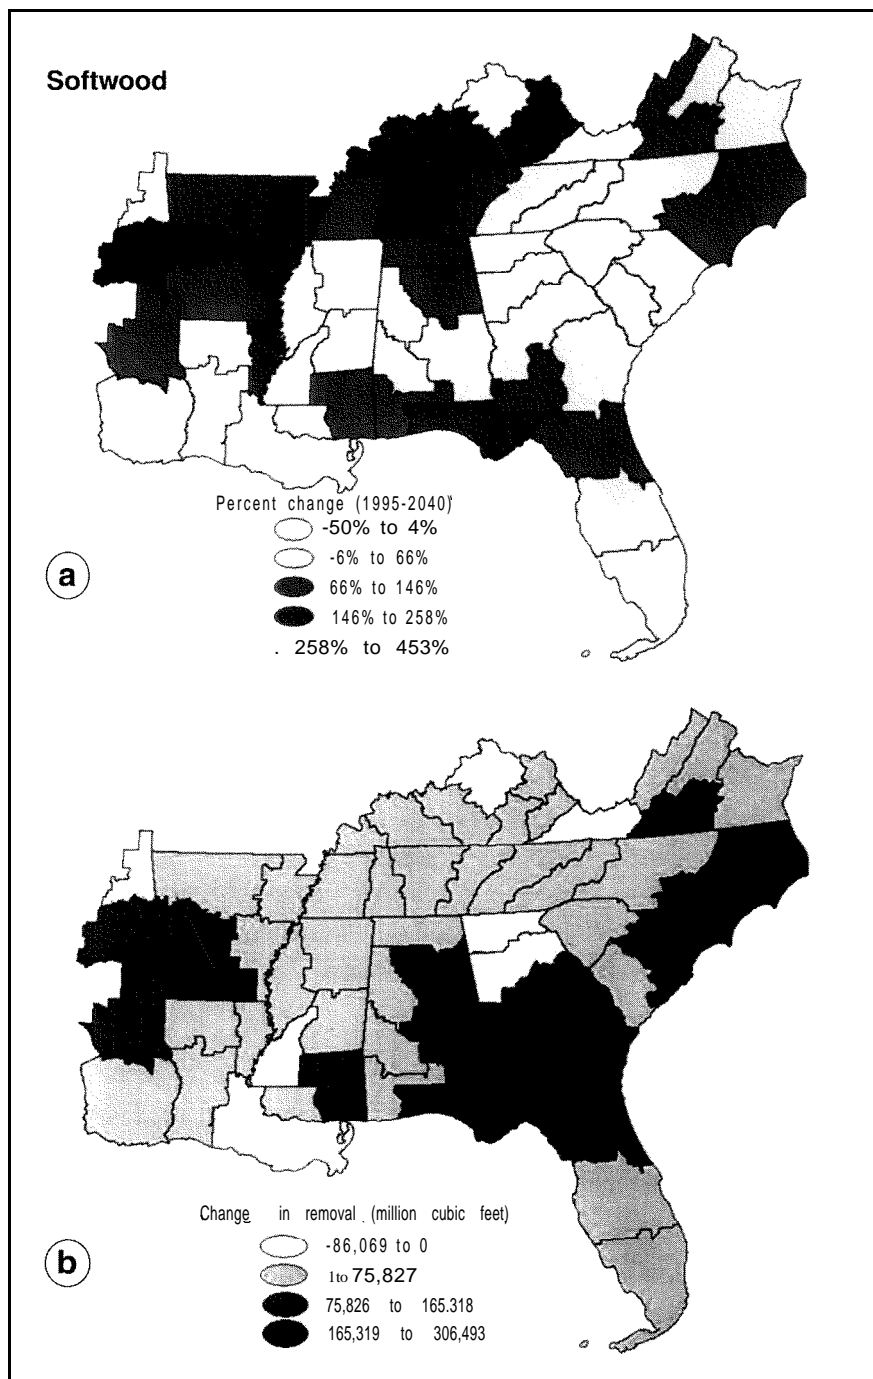 Softwood
Percent change (1995-2040)
-50% to 4%
-6% to 66%
66% to 146%
146% to 258%
. 258% to 453%
a
Change in removal . (million cubic feet)
-86,069 to 0
1 to 75,827
75,826 to 165.318
165,319 to 306,493
b